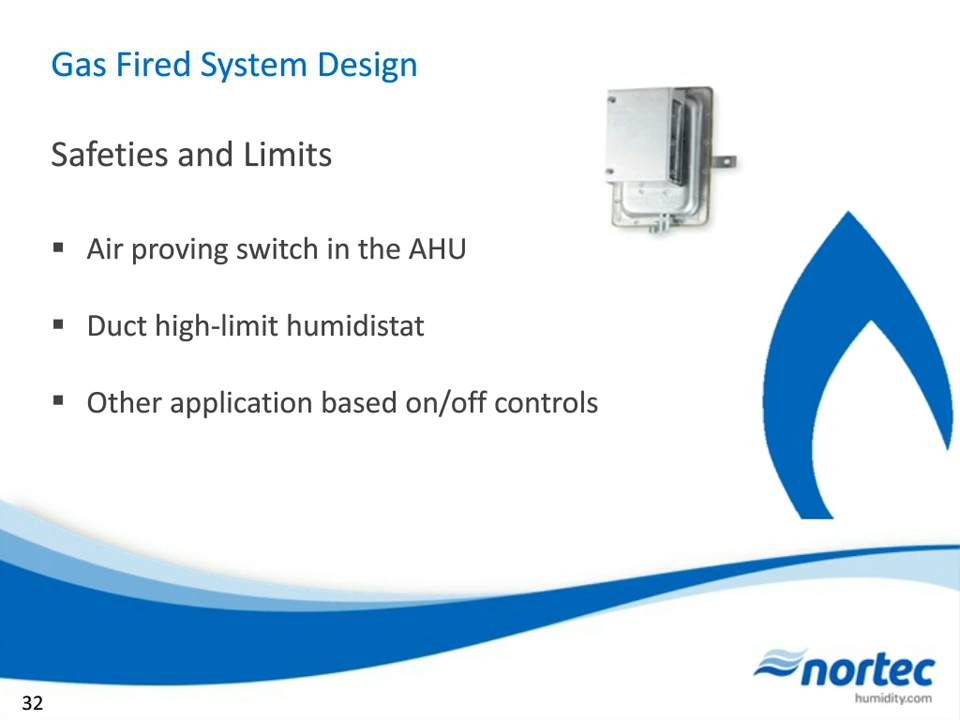 Gas Fired System Design
Safeties and Limits
▪ Air proving switch in the AHU
▪ Duct high-limit humidistat
▪ Other application based on/off controls
nortec
humidity.com
32